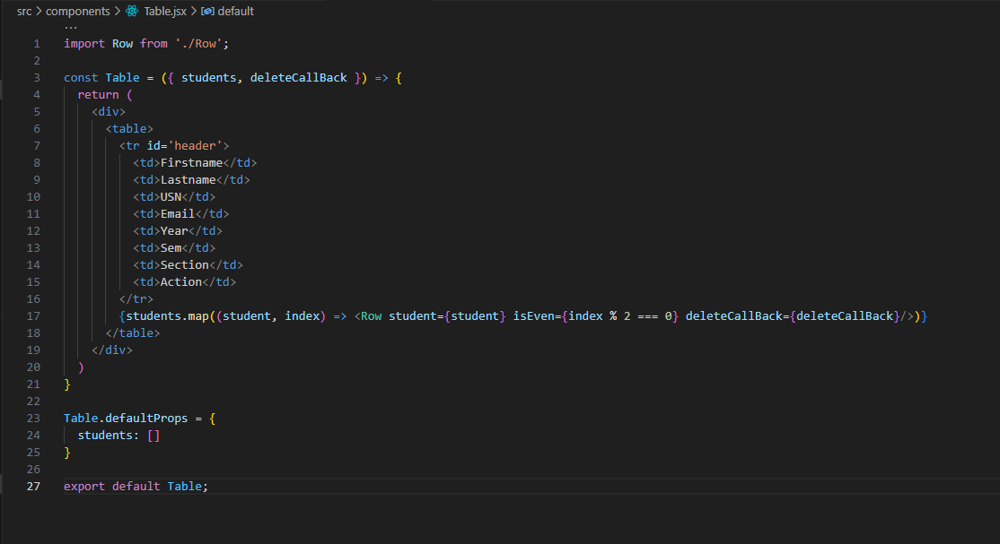 src > components > Table.jsx > default
...
1 import Row from './Row';
2
3 const Table = ({ students, deleteCallBack }) => {
4   return (
5     <div>
6       <table>
7         <tr id='header'>
8           <td>Firstname</td>
9           <td>Lastname</td>
10           <td>USN</td>
11           <td>Email</td>
12           <td>Year</td>
13           <td>Sem</td>
14           <td>Section</td>
15           <td>Action</td>
16         </tr>
17         {students.map((student, index) => <Row student={student} isEven={index % 2 === 0} deleteCallBack={deleteCallBack}/>)}
18       </table>
19     </div>
20   )
21 }
22
23 Table.defaultProps = {
24   students: []
25 }
26
27 export default Table;